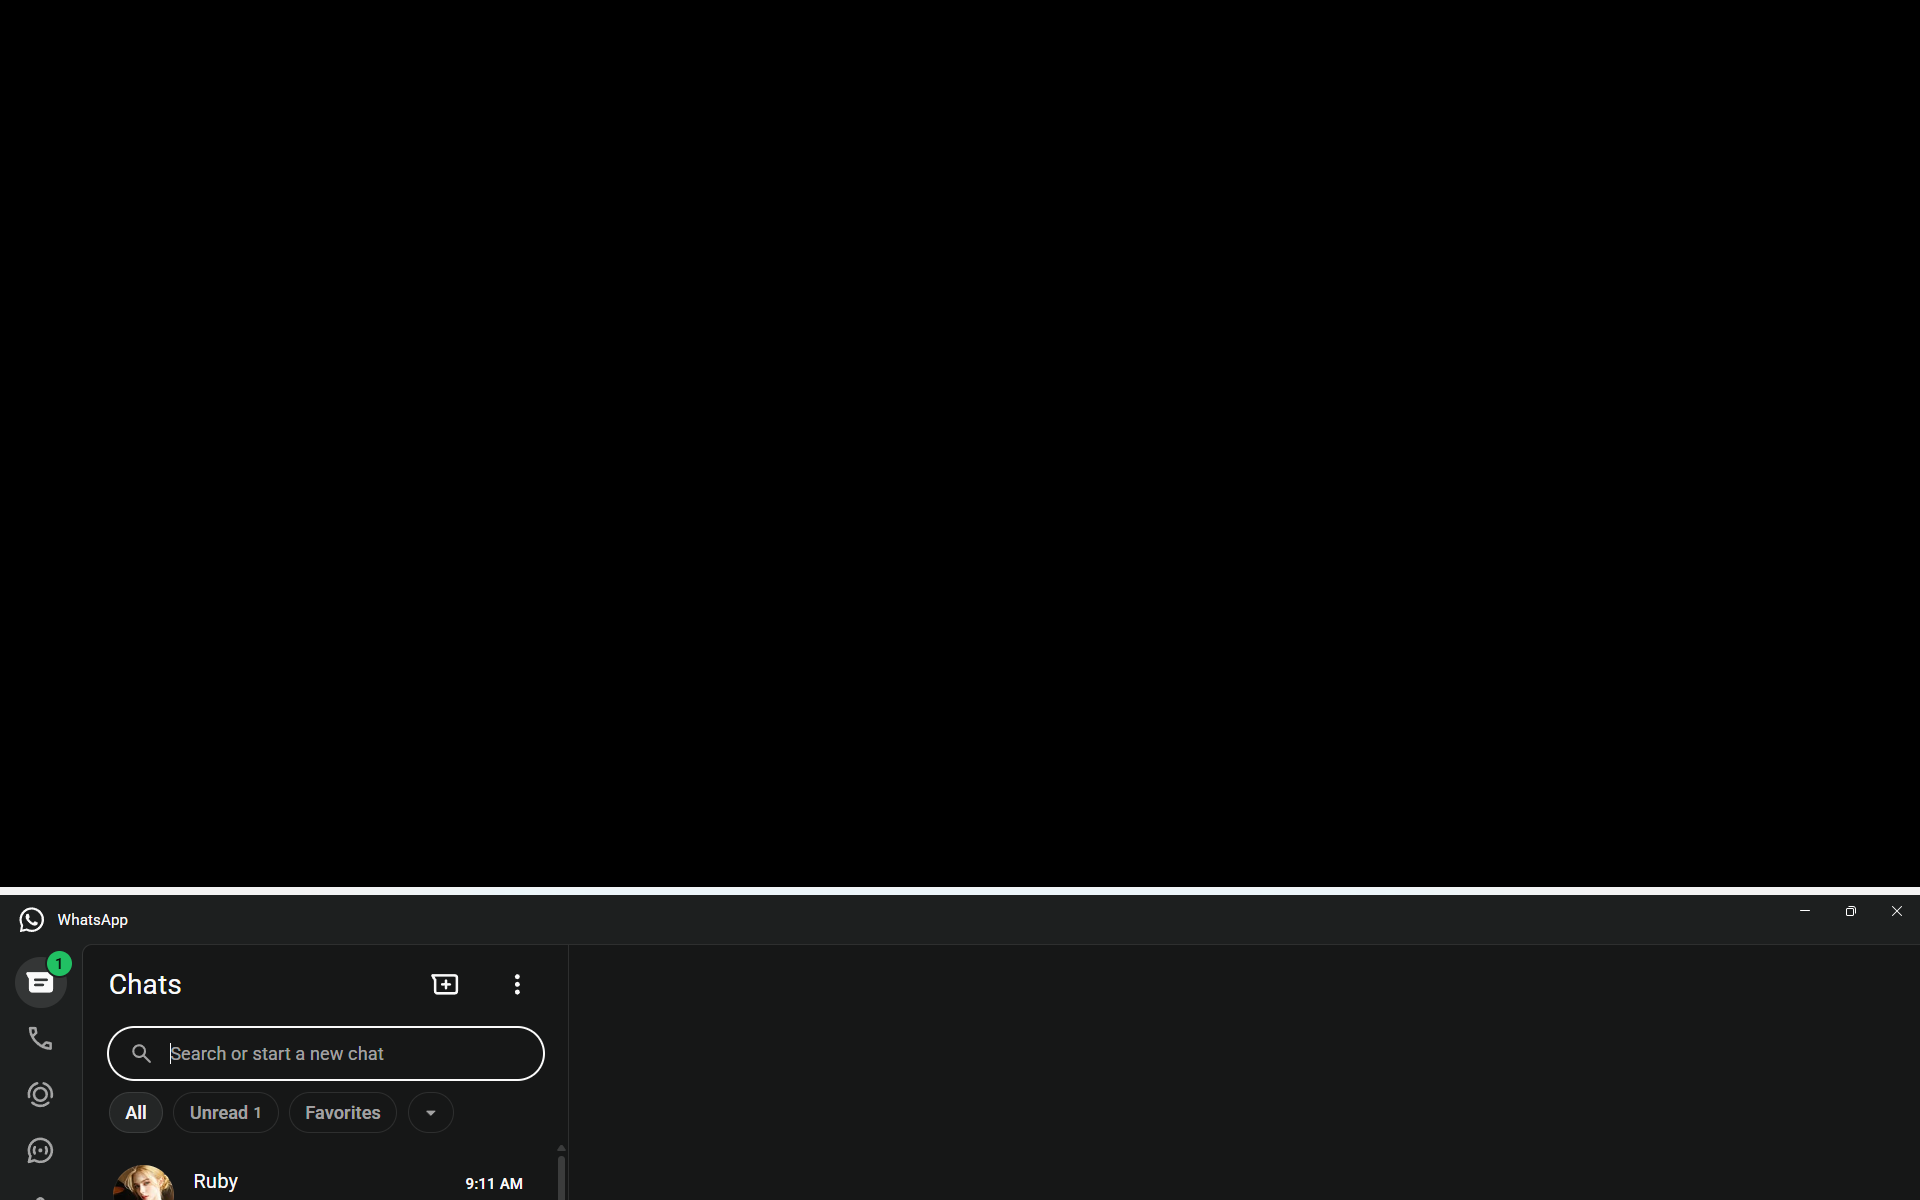 WhatsApp
1
Chats
Search or start a new chat
All
Unread 1
Favorites
Ruby
9:11 AM